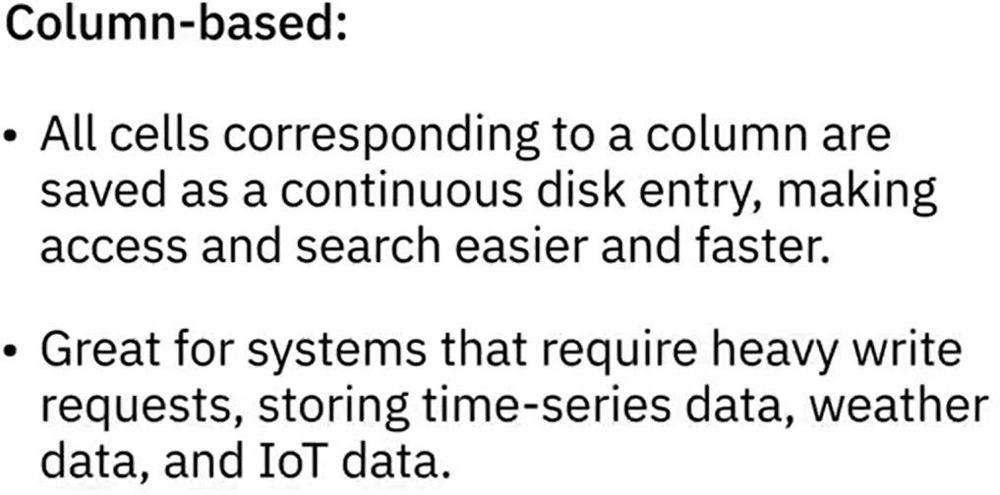 Column-based:
• All cells corresponding to a column are
saved as a continuous disk entry, making
access and search easier and faster.
• Great for systems that require heavy write
requests, storing time-series data, weather
data, and IoT data.